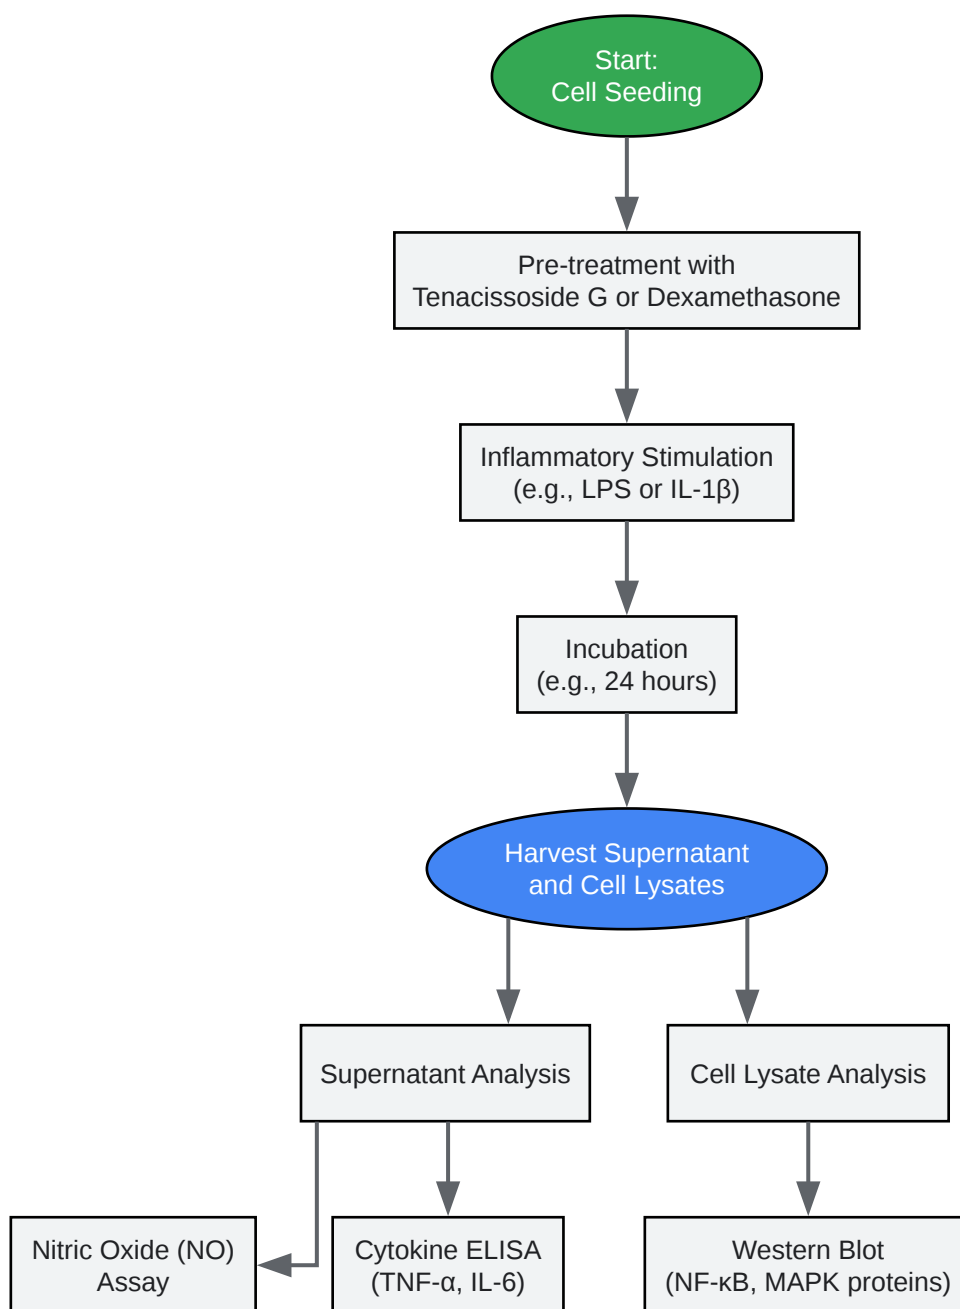 Start:
Cell Seeding
Pre-treatment with
Tenacissoside G or Dexamethasone
Inflammatory Stimulation
(e.g., LPS or IL-1β)
Incubation
(e.g., 24 hours)
Harvest Supernatant
and Cell Lysates
Supernatant Analysis
Cell Lysate Analysis
Nitric Oxide (NO)
Assay
Cytokine ELISA
(TNF-α, IL-6)
Western Blot
(NF-κB, MAPK proteins)